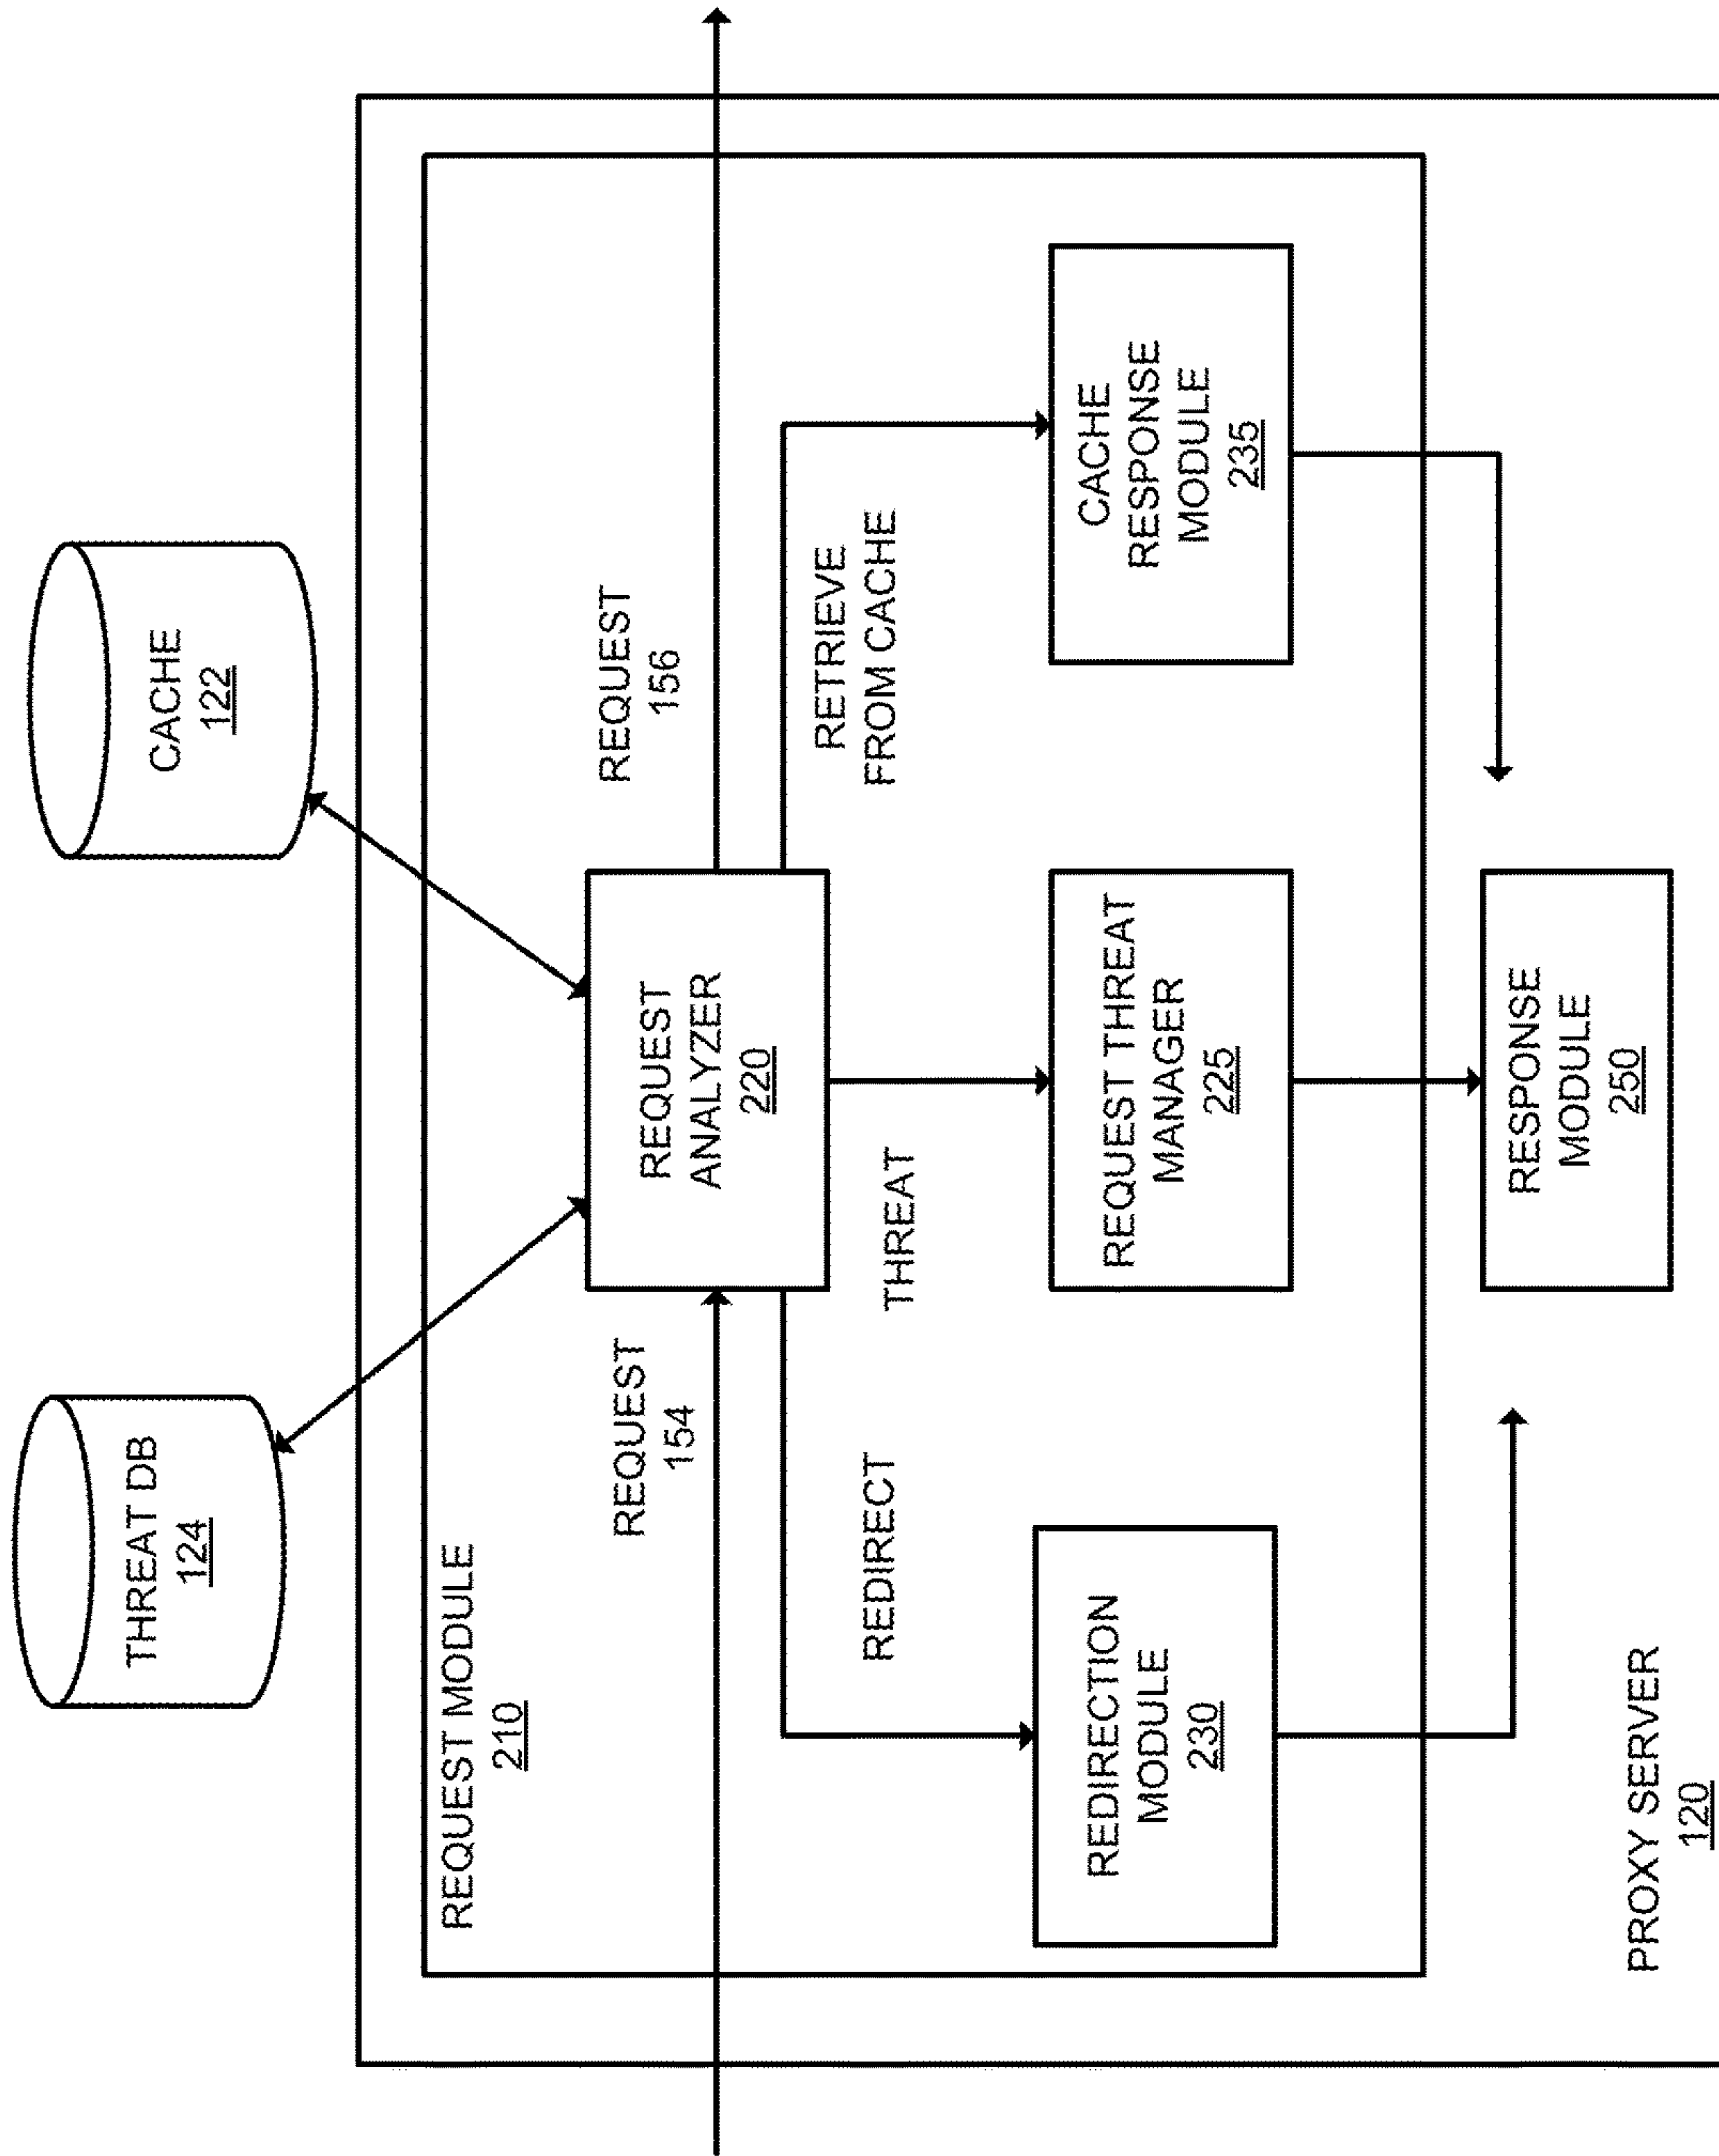 THREAT DB
124
CACHE
122
REQUEST MODULE
210
REQUEST
154
REQUEST
ANALYZER
220
REQUEST
156
REDIRECT
THREAT
RETRIEVE
FROM CACHE
REDIRECTION
MODULE
230
REQUEST THREAT
MANAGER
225
CACHE
RESPONSE
MODULE
235
RESPONSE
MODULE
250
PROXY SERVER
120